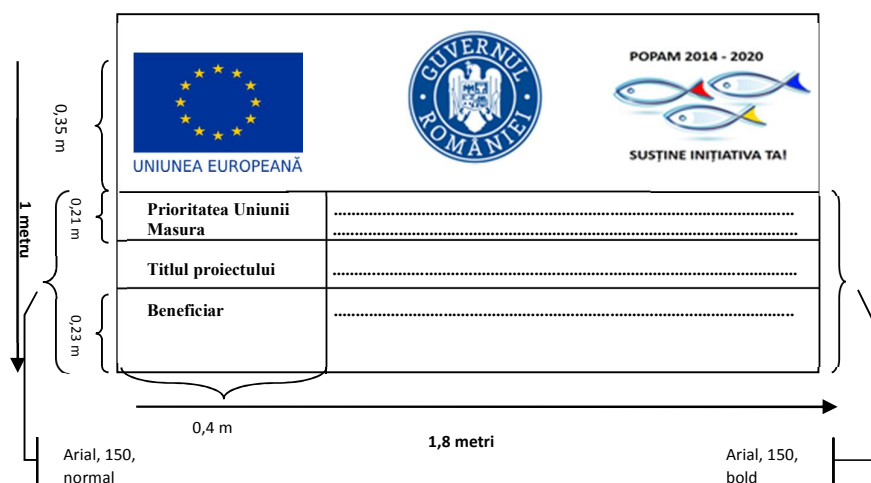 POPAM 2014 - 2020
GUVERNUL ROMÂNIEI
UNIUNEA EUROPEANĂ
SUSȚINE INIȚIATIVA TA!
0,35 m
1 metru
0,21 m
Prioritatea Uniunii
Masura
Titlul proiectului
Beneficiar
0,23 m
0,4 m
1,8 metri
Arial, 150,
normal
Arial, 150,
bold